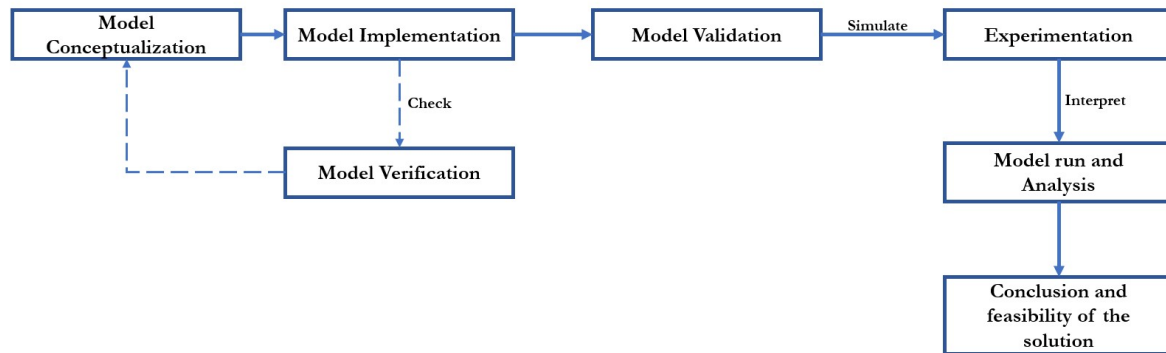 Model
Conceptualization
Model Implementation
Model Validation
Simulate
Experimentation
Check
Interpret
Model Verification
Model run and
Analysis
Conclusion and
feasibility of the
solution